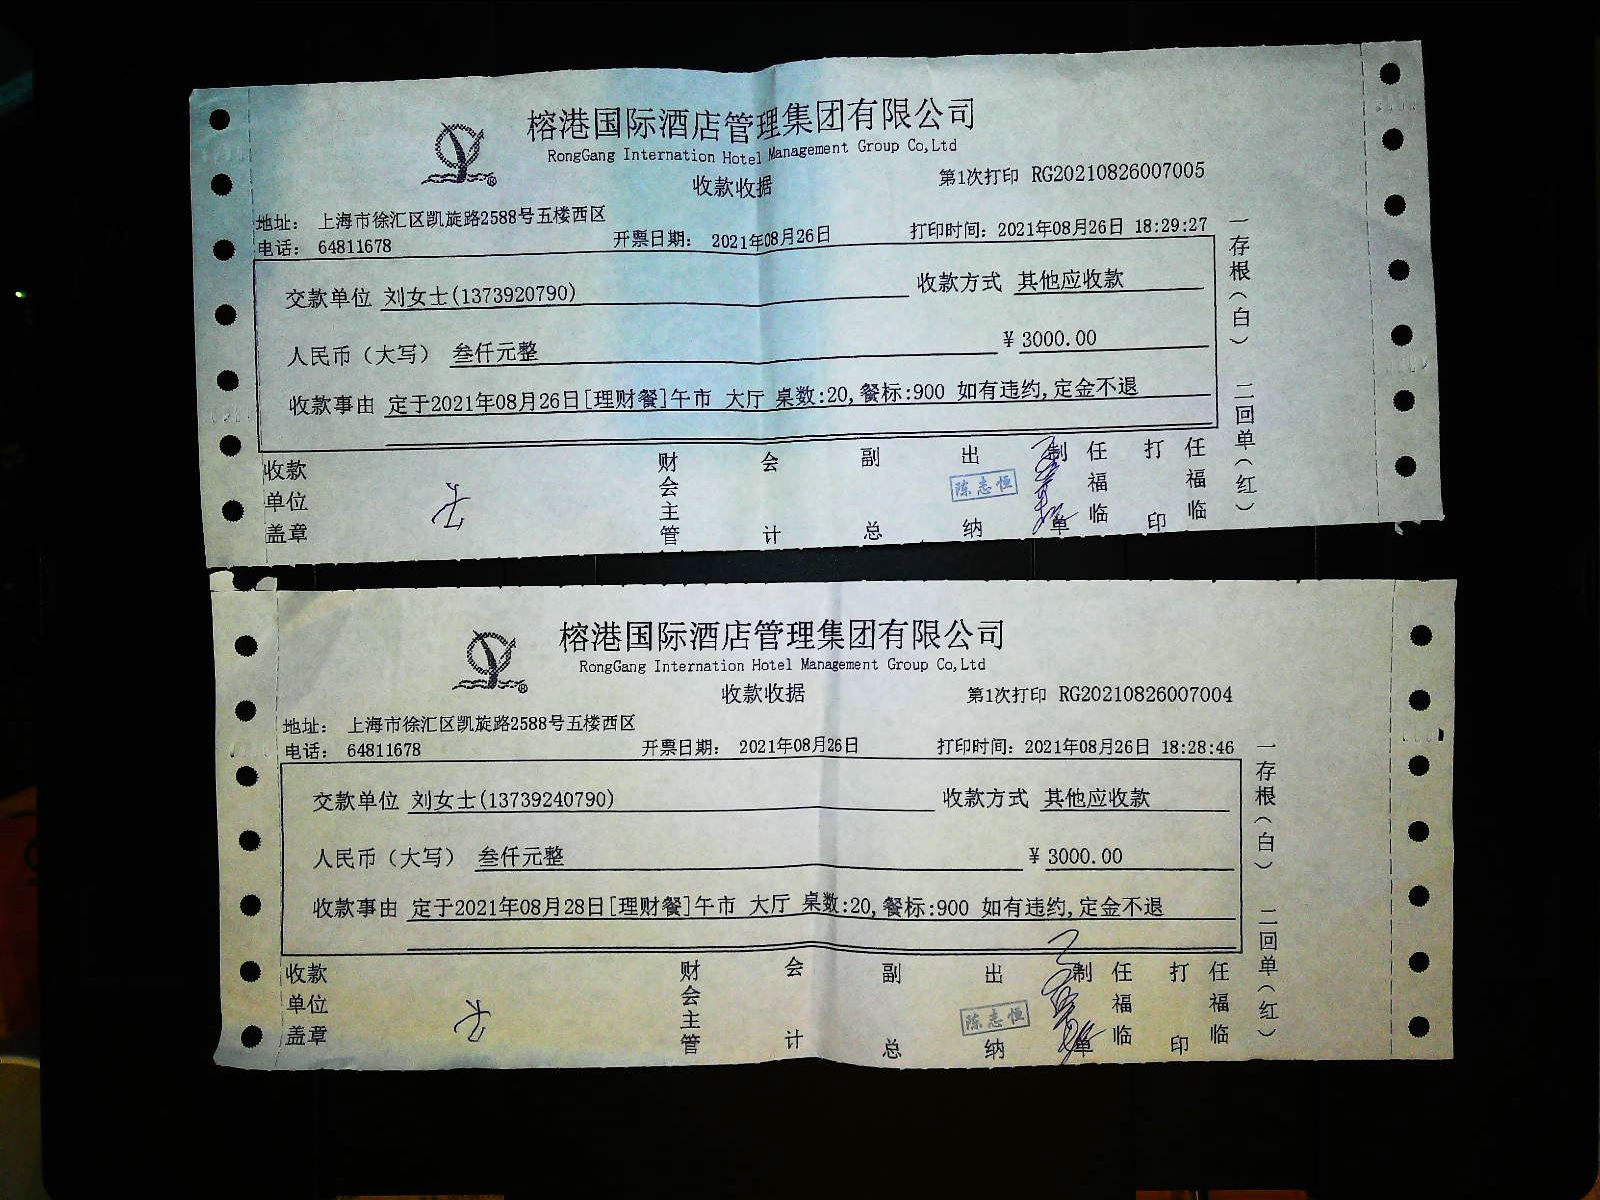 榕港国际酒店管理集团有限公司
RongGang Internation Hotel Management Group Co,Ltd
收款收据 第1次打印 RG20210826007005
地址： 上海市徐汇区凯旋路2588号五楼西区
电话： 64811678 开票日期： 2021年08月26日 打印时间：2021年08月26日 18:29:27
交款单位 刘女士(1373920790) 收款方式 其他应收款
人民币（大写） 叁仟元整 ¥ 3000.00
收款事由 定于2021年08月26日[理财餐]午市 大厅 桌数:20,餐标:900 如有违约,定金不退
收款单位盖章 财会主管 会计 副总 出纳 陈志恒 制单 任福临 打印 任福临
一存根（白） 二回单（红）
榕港国际酒店管理集团有限公司
RongGang Internation Hotel Management Group Co,Ltd
收款收据 第1次打印 RG20210826007004
地址： 上海市徐汇区凯旋路2588号五楼西区
电话： 64811678 开票日期： 2021年08月26日 打印时间：2021年08月26日 18:28:46
交款单位 刘女士(13739240790) 收款方式 其他应收款
人民币（大写） 叁仟元整 ¥ 3000.00
收款事由 定于2021年08月28日[理财餐]午市 大厅 桌数:20,餐标:900 如有违约,定金不退
收款单位盖章 财会主管 会计 副总 出纳 陈志恒 制单 任福临 打印 任福临
一存根（白） 二回单（红）